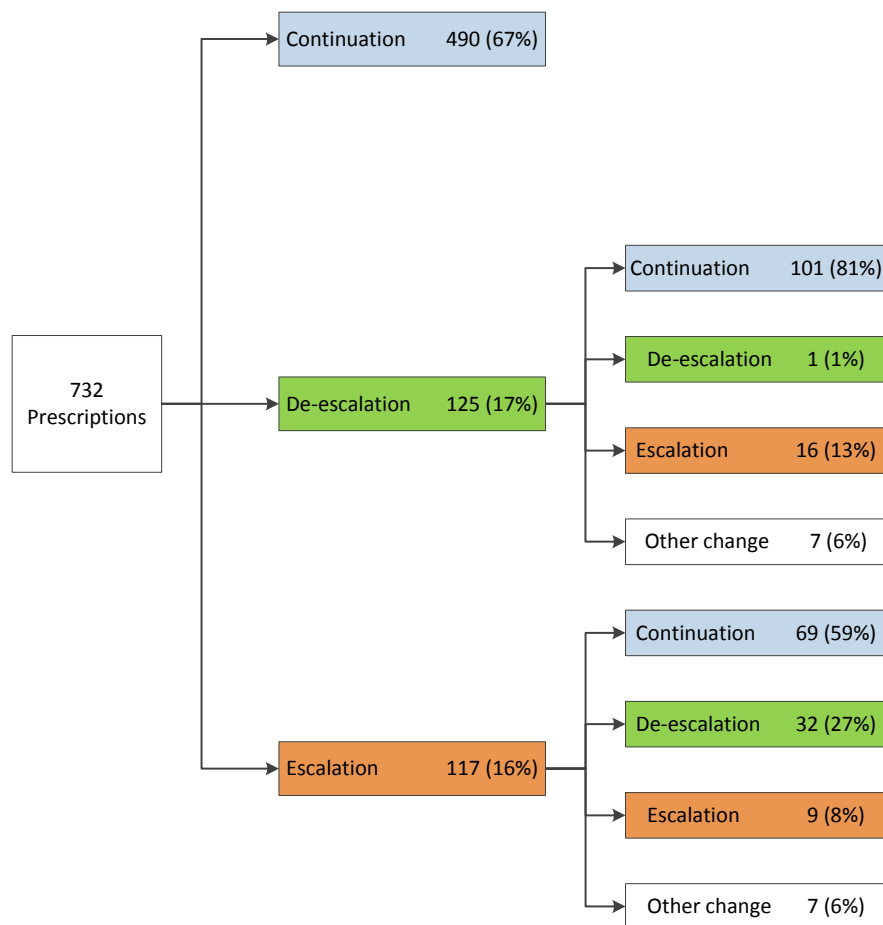 Continuation 490 (67%)
Continuation 101 (81%)
De-escalation 1 (1%)
732
Prescriptions
De-escalation 125 (17%)
Escalation 16 (13%)
Other change 7 (6%)
Continuation 69 (59%)
De-escalation 32 (27%)
Escalation 117 (16%)
Escalation 9 (8%)
Other change 7 (6%)